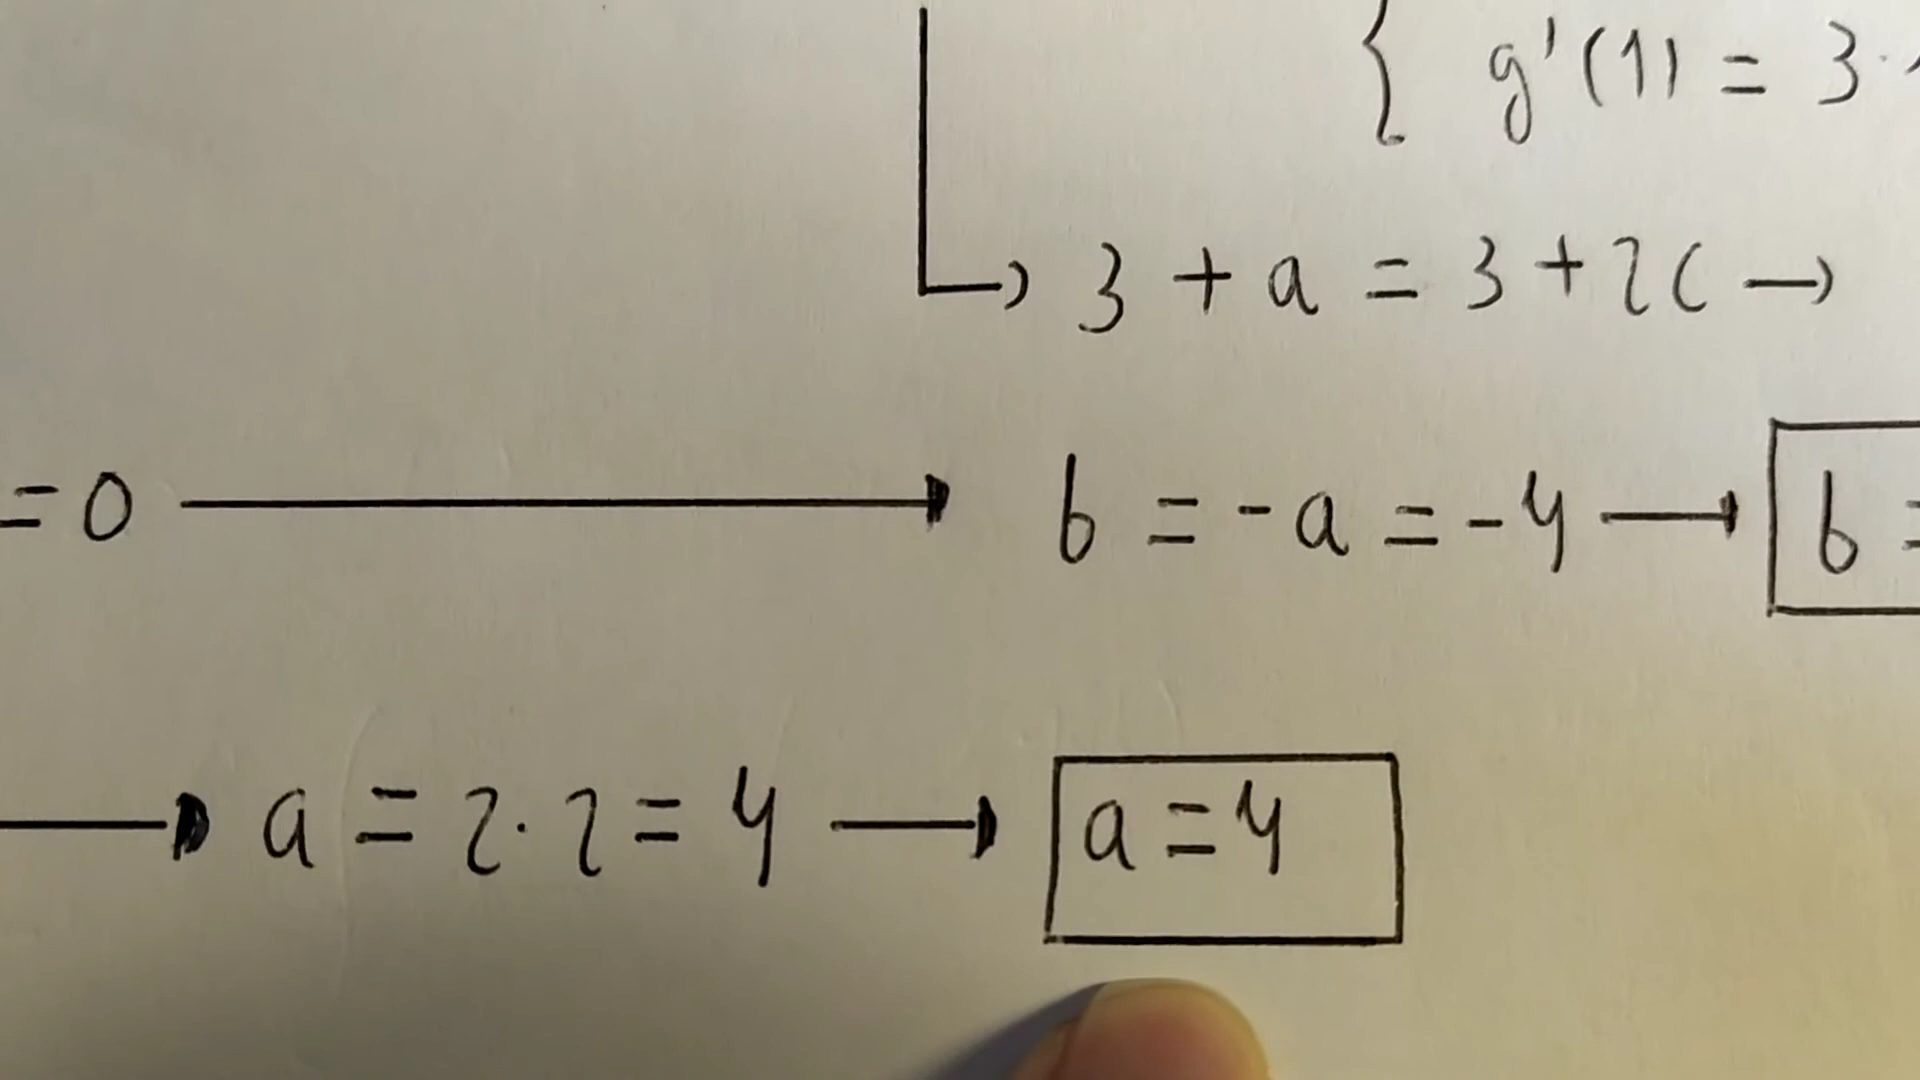 { g'(1) = 3 ·
3 + a = 3 + 2c →
= 0 → b = -a = -4 → b =
→ a = 2 · 2 = 4 → a = 4